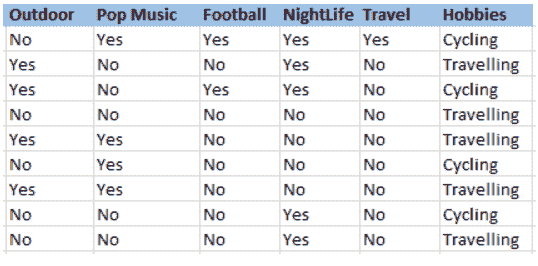 Outdoor Pop Music Football NightLife Travel Hobbies
No Yes Yes Yes Yes Cycling
Yes No No Yes No Travelling
Yes No Yes Yes No Cycling
No No No No No Travelling
Yes Yes No No No Travelling
No Yes No No No Cycling
Yes Yes No No No Travelling
No No No Yes No Cycling
No No No Yes No Travelling